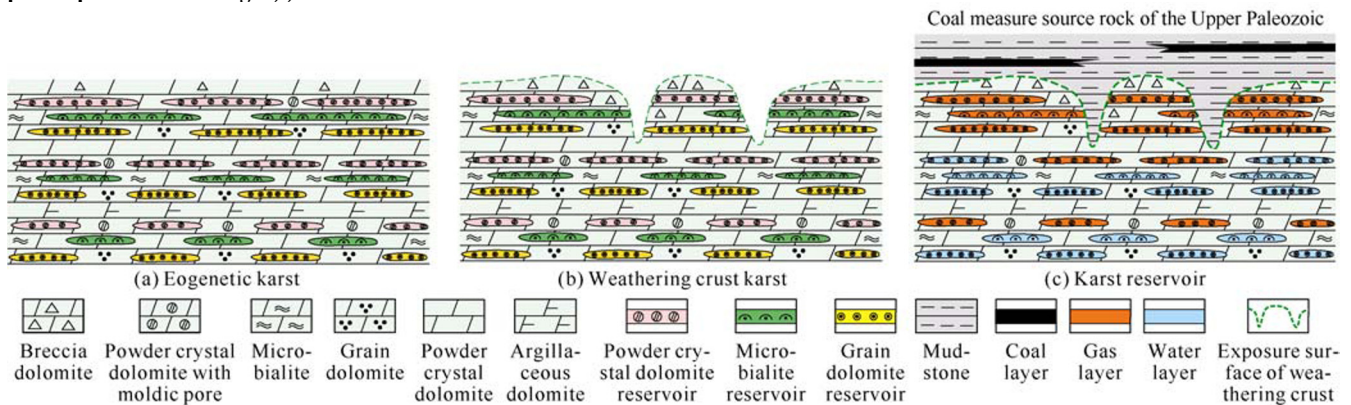 Coal measure source rock of the Upper Paleozoic
(a) Eogenetic karst
(b) Weathering crust karst
(c) Karst reservoir
Breccia
dolomite
Powder crystal
dolomite with
moldic pore
Micro-
bialite
Grain
dolomite
Powder
crystal
dolomite
Argilla-
ceous
dolomite
Powder cry-
stal dolomite
reservoir
Micro-
bialite
reservoir
Grain
dolomite
reservoir
Mud-
stone
Coal
layer
Gas
layer
Water
layer
Exposure sur-
face of wea-
thering crust